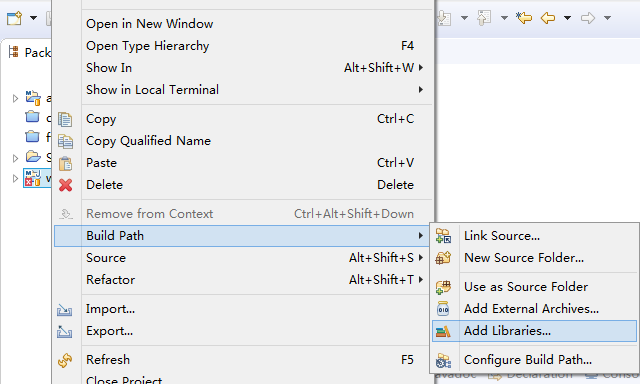 Open in New Window
Pack
Open Type Hierarchy F4
Show In Alt+Shift+W
Show in Local Terminal
a
Copy Ctrl+C
Copy Qualified Name
Paste Ctrl+V
S
Delete Delete
Remove from Context Ctrl+Alt+Shift+Down
Build Path
Link Source...
Source Alt+Shift+S
New Source Folder...
Refactor Alt+Shift+T
Use as Source Folder
Import...
Add External Archives...
Export...
Add Libraries...
Refresh F5
Configure Build Path...
Close Project
Declaration